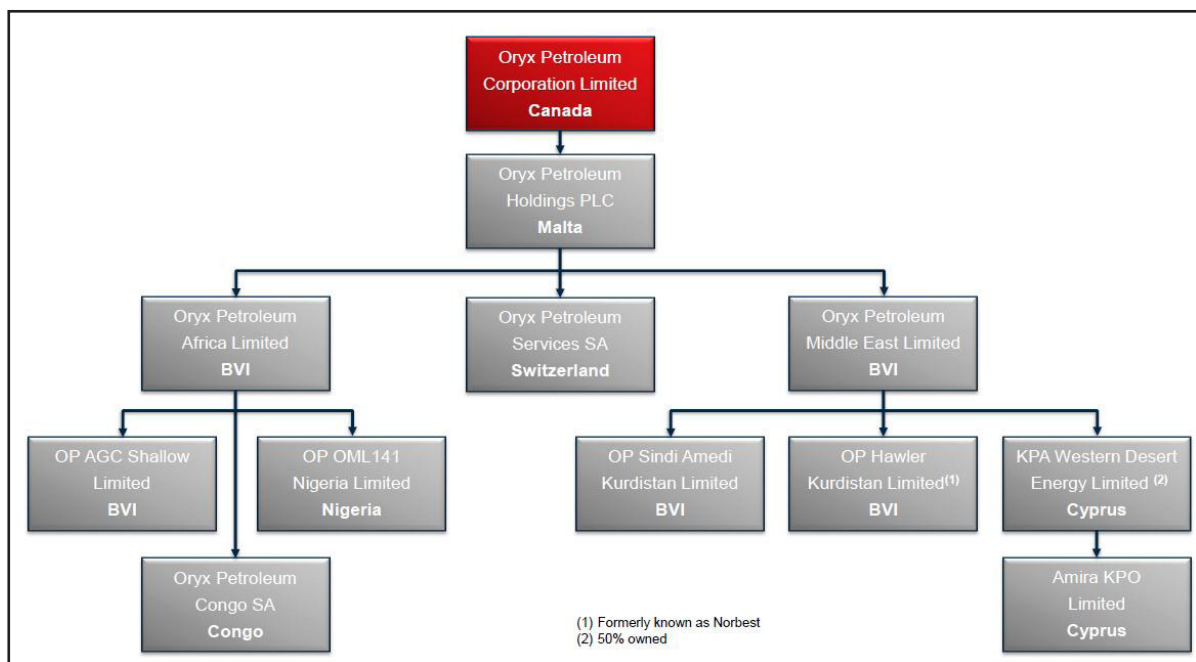 Oryx Petroleum
Corporation Limited
Canada
Oryx Petroleum
Holdings PLC
Malta
Oryx Petroleum
Africa Limited
BVI
Oryx Petroleum
Services SA
Switzerland
Oryx Petroleum
Middle East Limited
BVI
OP AGC Shallow
Limited
BVI
OP OML141
Nigeria Limited
Nigeria
OP Sindi Amedi
Kurdistan Limited
BVI
OP Hawler
Kurdistan Limited(1)
BVI
KPA Western Desert
Energy Limited (2)
Cyprus
Oryx Petroleum
Congo SA
Congo
Amira KPO
Limited
Cyprus
(1) Formerly known as Norbest
(2) 50% owned